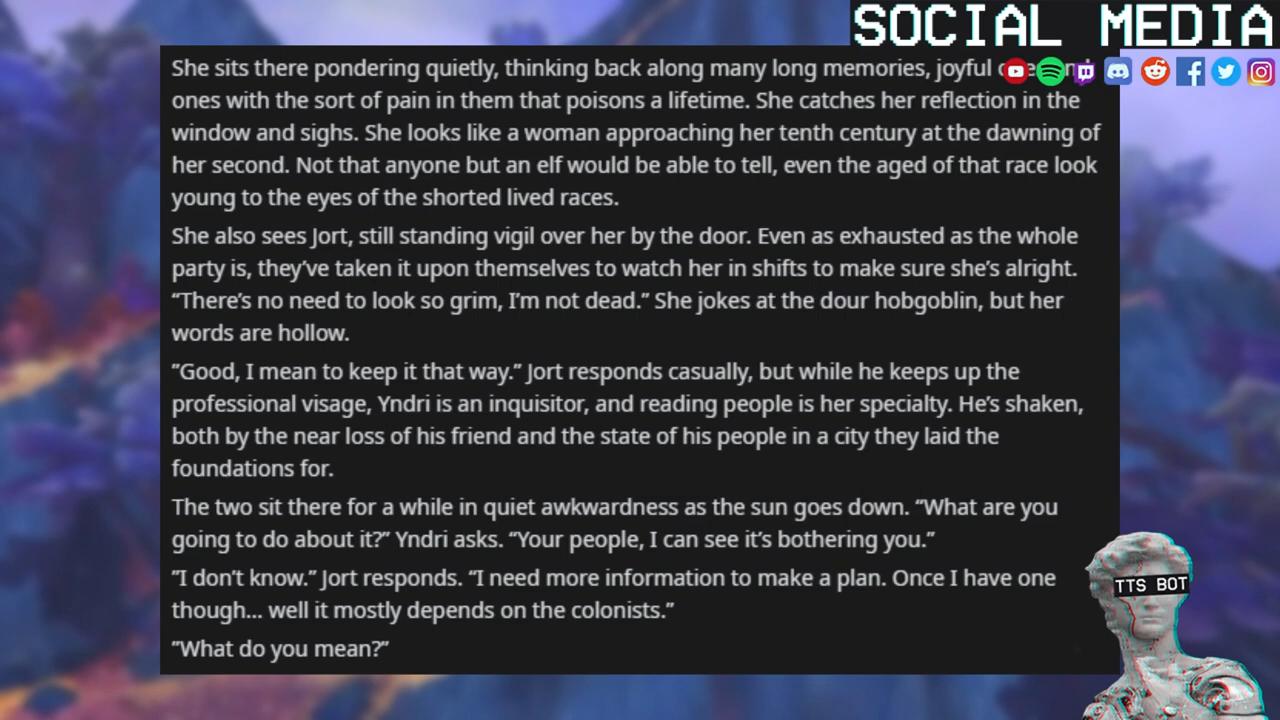 SOCIAL MEDIA
She sits there pondering quietly, thinking back along many long memories, joyful
ones with the sort of pain in them that poisons a lifetime. She catches her reflection in the
window and sighs. She looks like a woman approaching her tenth century at the dawning of
her second. Not that anyone but an elf would be able to tell, even the aged of that race look
young to the eyes of the shorted lived races.
She also sees Jort, still standing vigil over her by the door. Even as exhausted as the whole
party is, they’ve taken it upon themselves to watch her in shifts to make sure she’s alright.
“There’s no need to look so grim, I’m not dead.” She jokes at the dour hobgoblin, but her
words are hollow.
”Good, I mean to keep it that way.” Jort responds casually, but while he keeps up the
professional visage, Yndri is an inquisitor, and reading people is her specialty. He’s shaken,
both by the near loss of his friend and the state of his people in a city they laid the
foundations for.
The two sit there for a while in quiet awkwardness as the sun goes down. “What are you
going to do about it?” Yndri asks. “Your people, I can see it’s bothering you.”
”I don’t know.” Jort responds. “I need more information to make a plan. Once I have one
though... well it mostly depends on the colonists.”
”What do you mean?”
TTS BOT